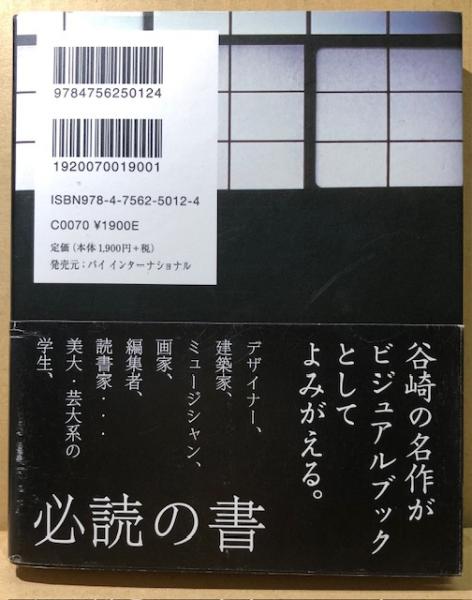 9784756250124
1920070019001
ISBN978-4-7562-5012-4
C0070 ¥1900E
定価（本体1,900円+税）
発売元：パイ インターナショナル
谷崎の名作が
ビジュアルブック
として
よみがえる。
デザイナー、
建築家、
ミュージシャン、
画家、
編集者、
読書家・・・
美大・芸大系の
学生、
必読の書